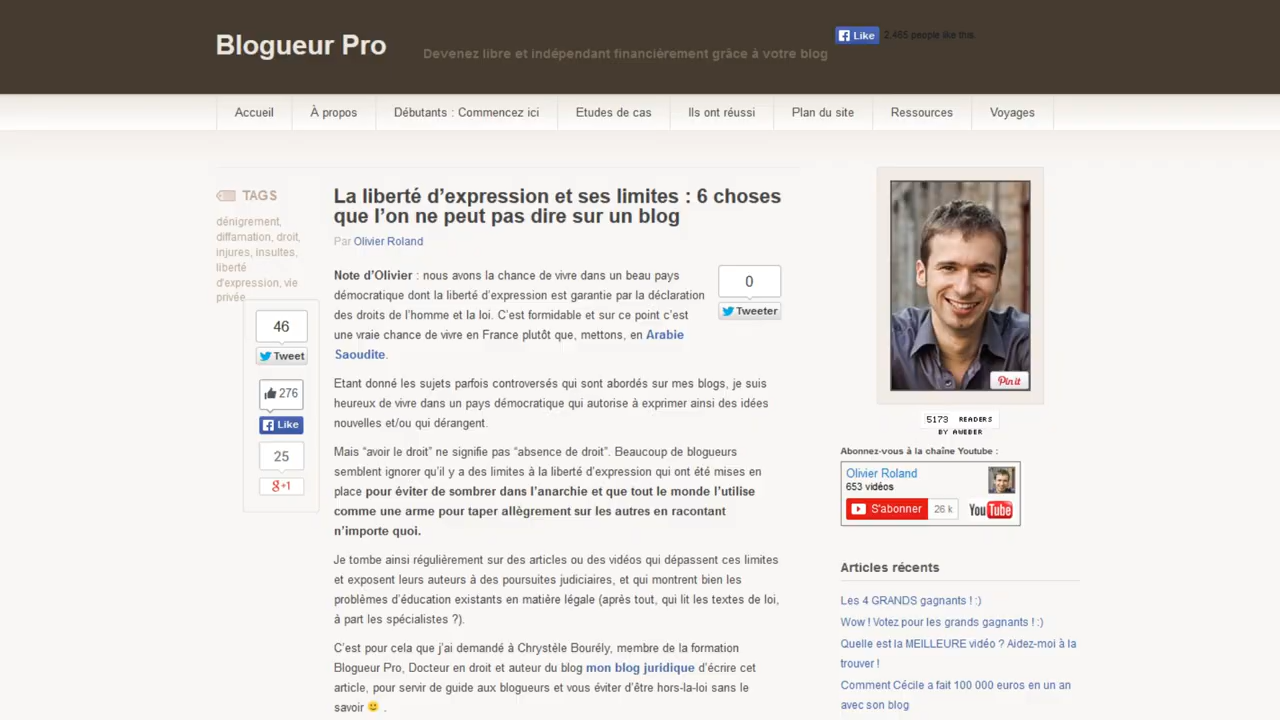 Blogueur Pro
Devenez libre et indépendant financièrement grâce à votre blog
Like
2,465 people like this.
Accueil
À propos
Débutants : Commencez ici
Etudes de cas
Ils ont réussi
Plan du site
Ressources
Voyages
TAGS
dénigrement,
diffamation, droit,
injures, insultes,
liberté
d'expression, vie
privée
46
Tweet
276
Like
25
+1
La liberté d’expression et ses limites : 6 choses
que l’on ne peut pas dire sur un blog
Par Olivier Roland
0
Tweeter
Note d’Olivier : nous avons la chance de vivre dans un beau pays
démocratique dont la liberté d’expression est garantie par la déclaration
des droits de l’homme et la loi. C’est formidable et sur ce point c’est
une vraie chance de vivre en France plutôt que, mettons, en Arabie
Saoudite.
Etant donné les sujets parfois controversés qui sont abordés sur mes blogs, je suis
heureux de vivre dans un pays démocratique qui autorise à exprimer ainsi des idées
nouvelles et/ou qui dérangent.
Mais “avoir le droit” ne signifie pas “absence de droit”. Beaucoup de blogueurs
semblent ignorer qu’il y a des limites à la liberté d’expression qui ont été mises en
place pour éviter de sombrer dans l’anarchie et que tout le monde l’utilise
comme une arme pour taper allègrement sur les autres en racontant
n’importe quoi.
Je tombe ainsi régulièrement sur des articles ou des vidéos qui dépassent ces limites
et exposent leurs auteurs à des poursuites judiciaires, et qui montrent bien les
problèmes d’éducation existants en matière légale (après tout, qui lit les textes de loi,
à part les spécialistes ?).
C’est pour cela que j’ai demandé à Chrystèle Bourély, membre de la formation
Blogueur Pro, Docteur en droit et auteur du blog mon blog juridique d’écrire cet
article, pour servir de guide aux blogueurs et vous éviter d’être hors-la-loi sans le
savoir .
Pin it
5173 READERS
BY AWEBER
Abonnez-vous à la chaîne Youtube :
Olivier Roland
653 vidéos
S'abonner
26 k
YouTube
Articles récents
Les 4 GRANDS gagnants ! :)
Wow ! Votez pour les grands gagnants ! :)
Quelle est la MEILLEURE vidéo ? Aidez-moi à la
trouver !
Comment Cécile a fait 100 000 euros en un an
avec son blog